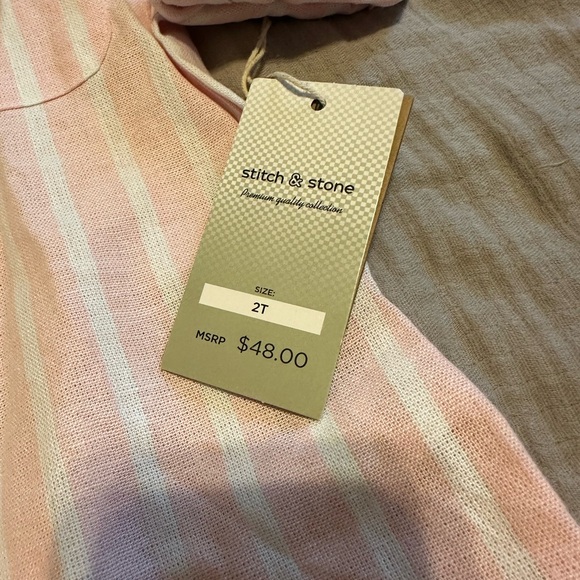 stitch & stone
Premium quality collection
SIZE:
2T
MSRP $48.00